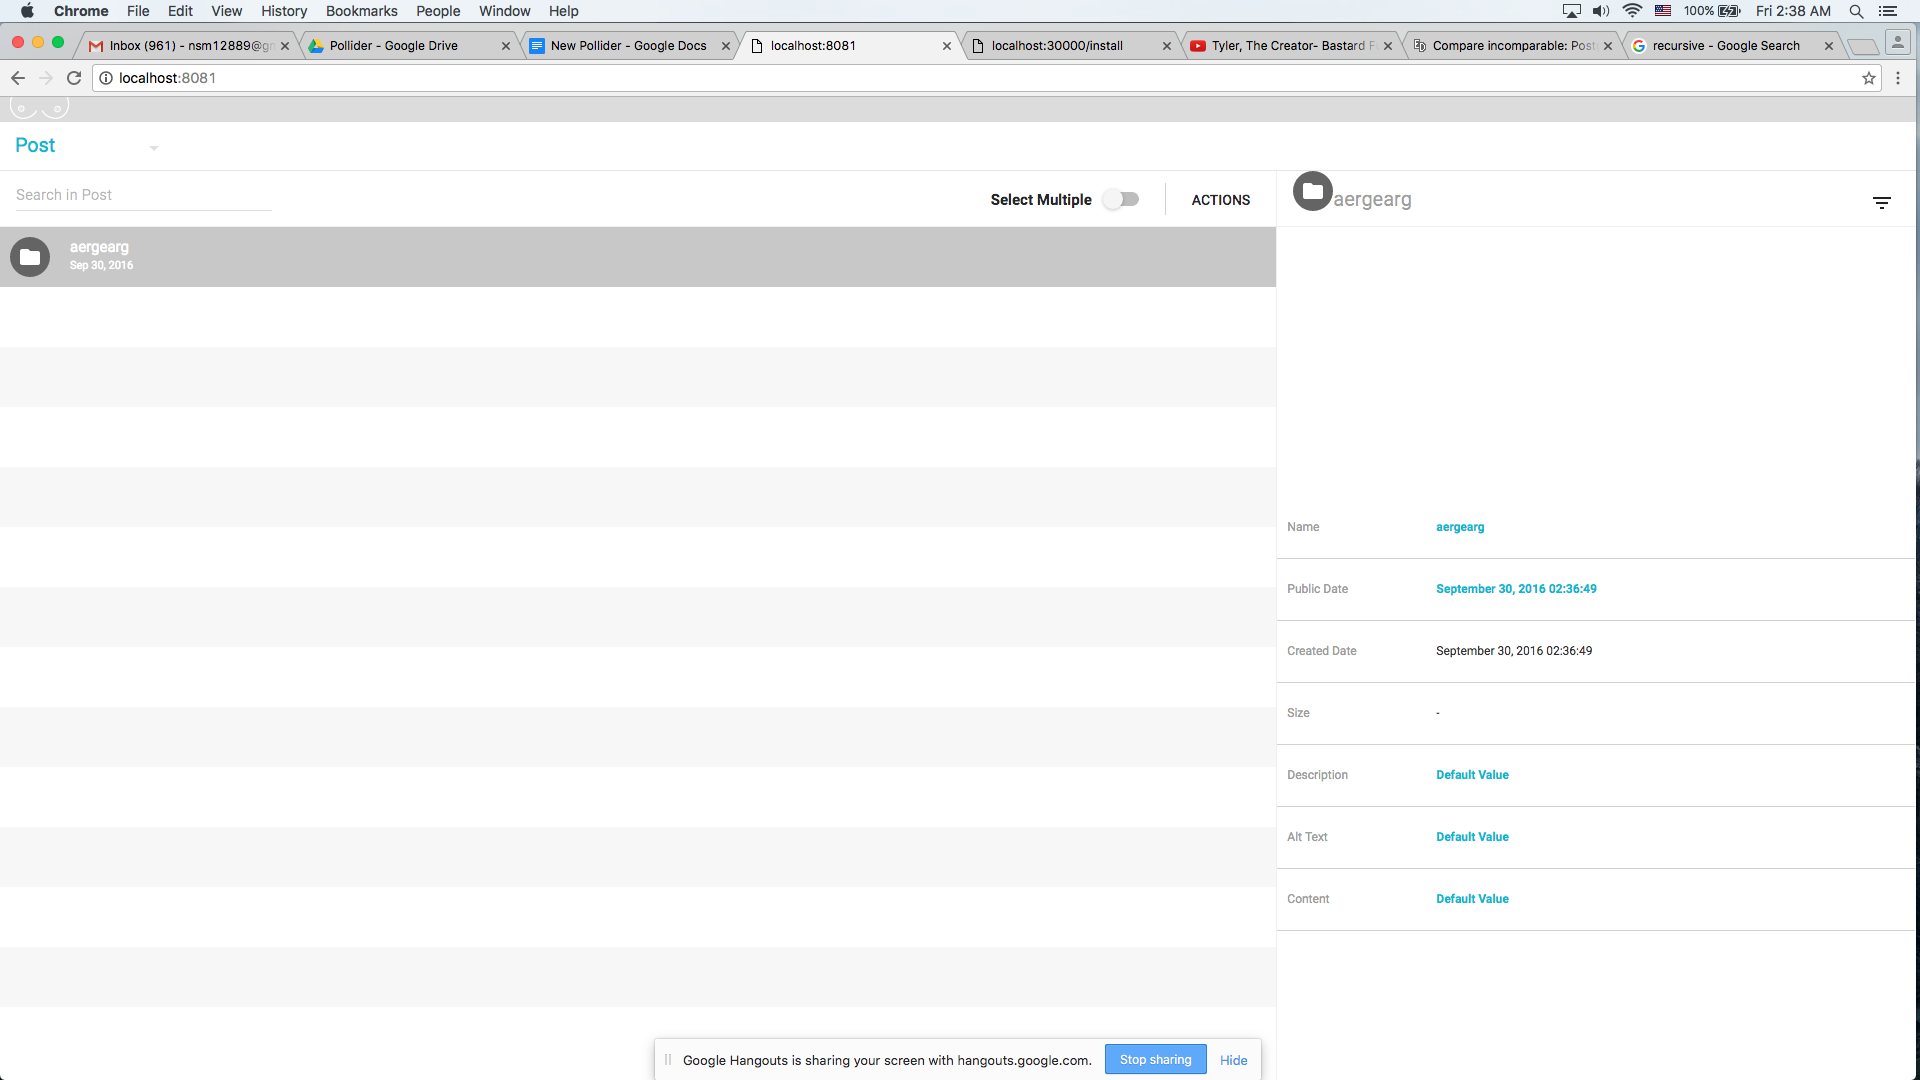 Chrome File Edit View History Bookmarks People Window Help 100% Fri 2:38 AM
Inbox (961) - nsm12889@gn Pollider - Google Drive New Pollider - Google Docs localhost:8081 localhost:30000/install Tyler, The Creator- Bastard F Compare incomparable: Post recursive - Google Search
localhost:8081
Post
Search in Post
Select Multiple ACTIONS
aergearg
aergearg
Sep 30, 2016
Name aergearg
Public Date September 30, 2016 02:36:49
Created Date September 30, 2016 02:36:49
Size -
Description Default Value
Alt Text Default Value
Content Default Value
Google Hangouts is sharing your screen with hangouts.google.com. Stop sharing Hide